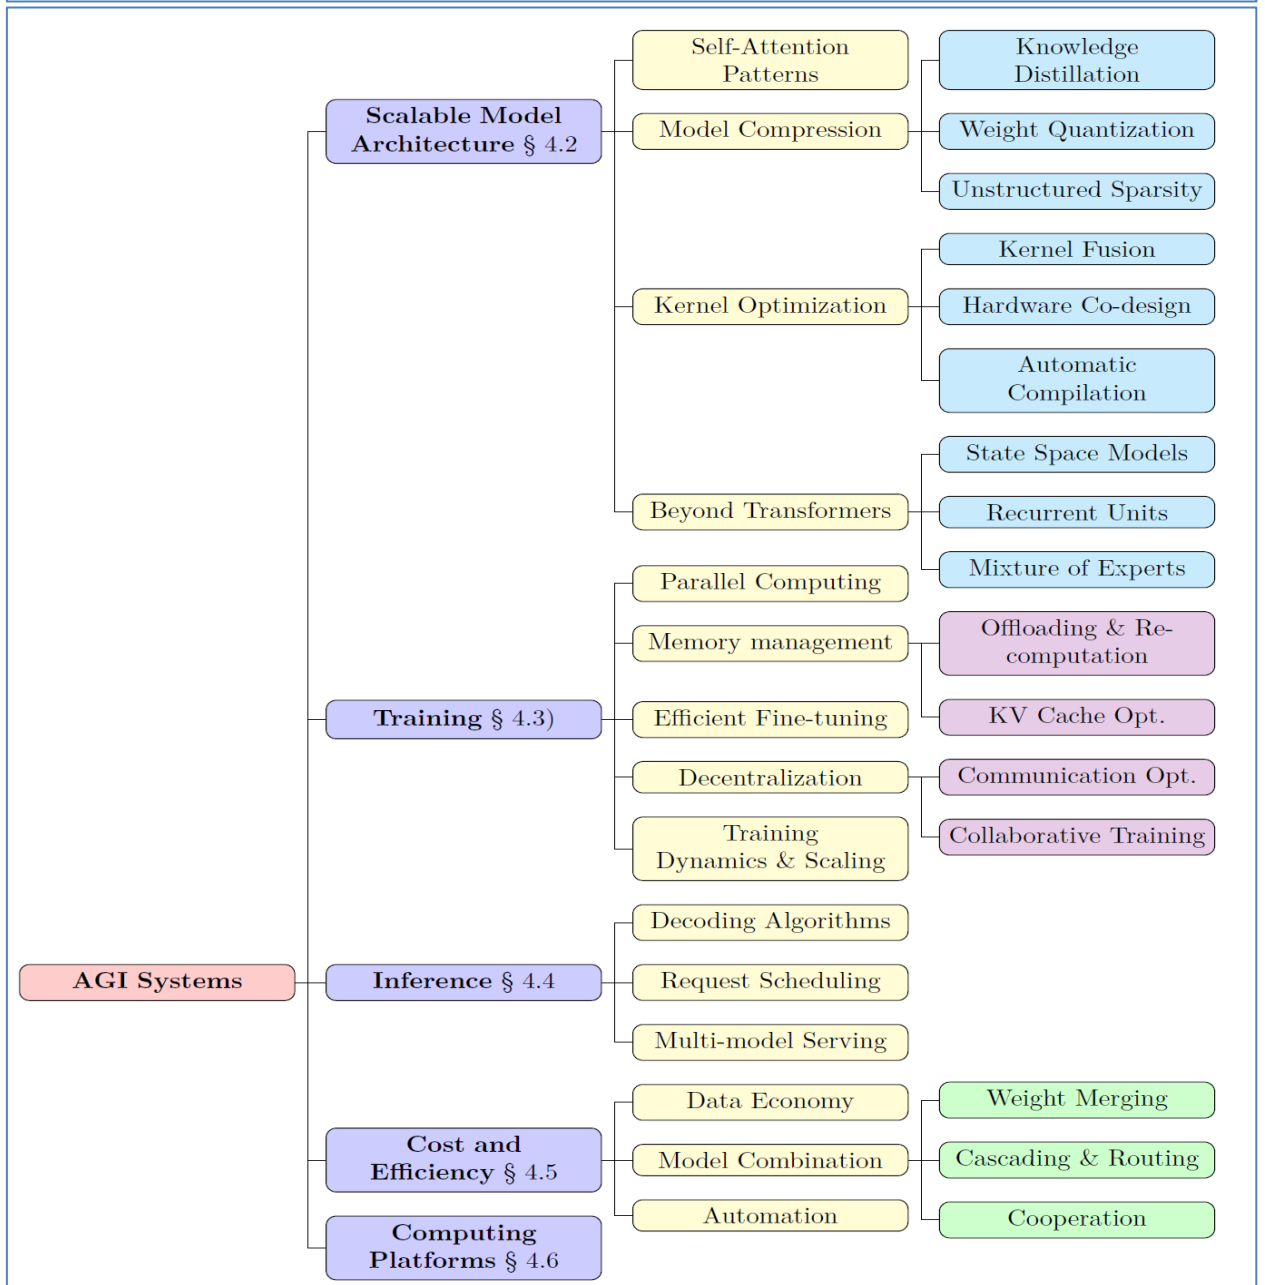 Self-Attention
Patterns
Knowledge
Distillation
Scalable Model
Architecture § 4.2
Model Compression
Weight Quantization
Unstructured Sparsity
Kernel Fusion
Kernel Optimization
Hardware Co-design
Automatic
Compilation
State Space Models
Beyond Transformers
Recurrent Units
Mixture of Experts
Parallel Computing
Memory management
Offloading & Re-
computation
Training § 4.3)
Efficient Fine-tuning
KV Cache Opt.
Decentralization
Communication Opt.
Training
Dynamics & Scaling
Collaborative Training
Decoding Algorithms
AGI Systems
Inference § 4.4
Request Scheduling
Multi-model Serving
Data Economy
Weight Merging
Cost and
Efficiency § 4.5
Model Combination
Cascading & Routing
Automation
Cooperation
Computing
Platforms § 4.6